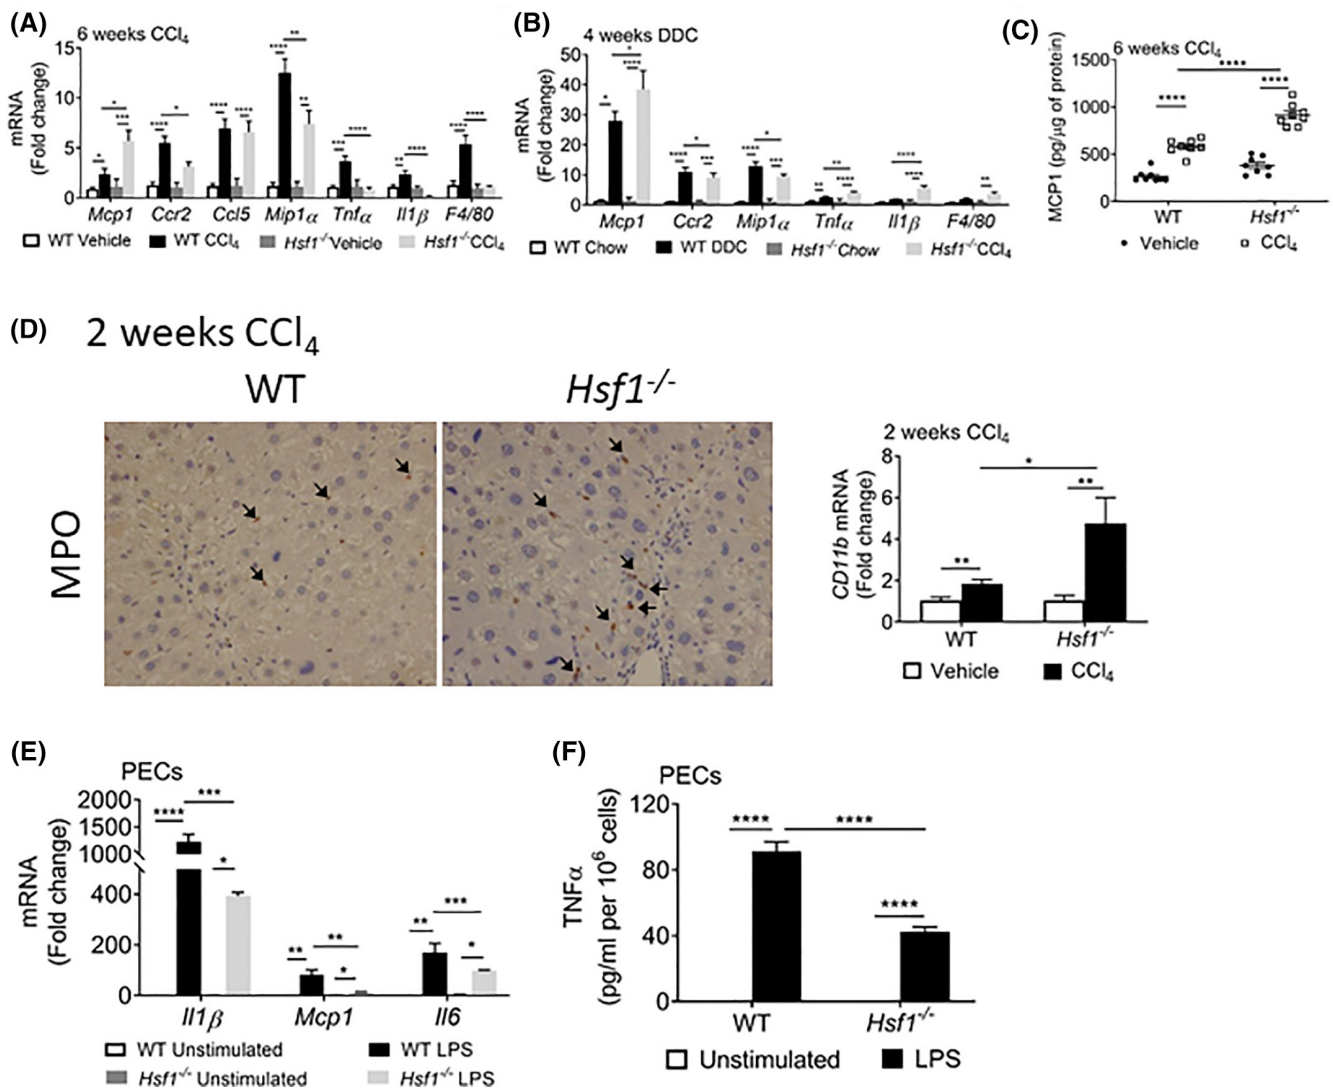 (A)
6 weeks CCl₄
mRNA
(Fold change)
15
10
5
0
* *** * **** * **** **** **** ** ** *** **** ** **** **** ****
Mcp1 Ccr2 Ccl5 Mip1α Tnfα Il1β F4/80
WT Vehicle WT CCl₄ Hsf1⁻/⁻Vehicle Hsf1⁻/⁻CCl₄
(B)
4 weeks DDC
mRNA
(Fold change)
50
40
30
20
10
0
* * **** **** * *** **** * *** ** ** **** **** **** **
Mcp1 Ccr2 Mip1α Tnfα Il1β F4/80
WT Chow WT DDC Hsf1⁻/⁻Chow Hsf1⁻/⁻CCl₄
(C)
6 weeks CCl₄
MCP1 (pg/µg of protein)
1500
1000
500
0
**** **** ****
WT Hsf1⁻/⁻
Vehicle CCl₄
(D) 2 weeks CCl₄
WT Hsf1⁻/⁻
MPO
2 weeks CCl₄
CD11b mRNA
(Fold change)
8
6
4
2
0
** * **
WT Hsf1⁻/⁻
Vehicle CCl₄
(E)
PECs
mRNA
(Fold change)
2000
1500
1000
400
200
0
**** *** * ** ** * ** *** *
Il1β Mcp1 Il6
WT Unstimulated WT LPS
Hsf1⁻/⁻ Unstimulated Hsf1⁻/⁻ LPS
(F)
PECs
TNFα
(pg/ml per 10⁶ cells)
120
80
40
0
**** **** ****
WT Hsf1⁻/⁻
Unstimulated LPS